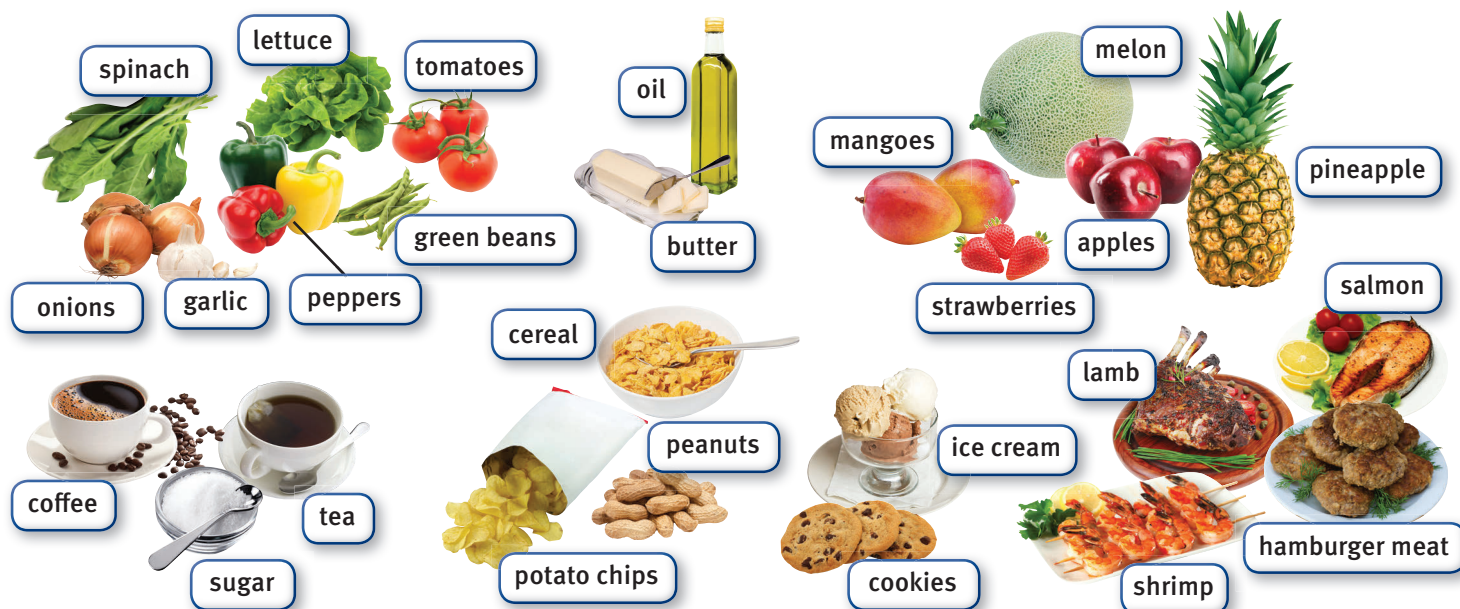 spinach
lettuce
tomatoes
onions
garlic
peppers
green beans
oil
butter
mangoes
melon
strawberries
apples
pineapple
coffee
sugar
tea
cereal
peanuts
potato chips
ice cream
cookies
lamb
salmon
shrimp
hamburger meat